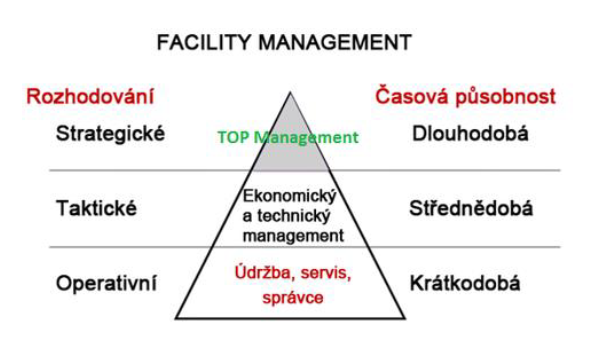 FACILITY MANAGEMENT
Rozhodování
Časová působnost
Strategické
TOP Management
Dlouhodobá
Taktické
Ekonomický
a technický
management
Střednědobá
Operativní
Údržba, servis,
správce
Krátkodobá